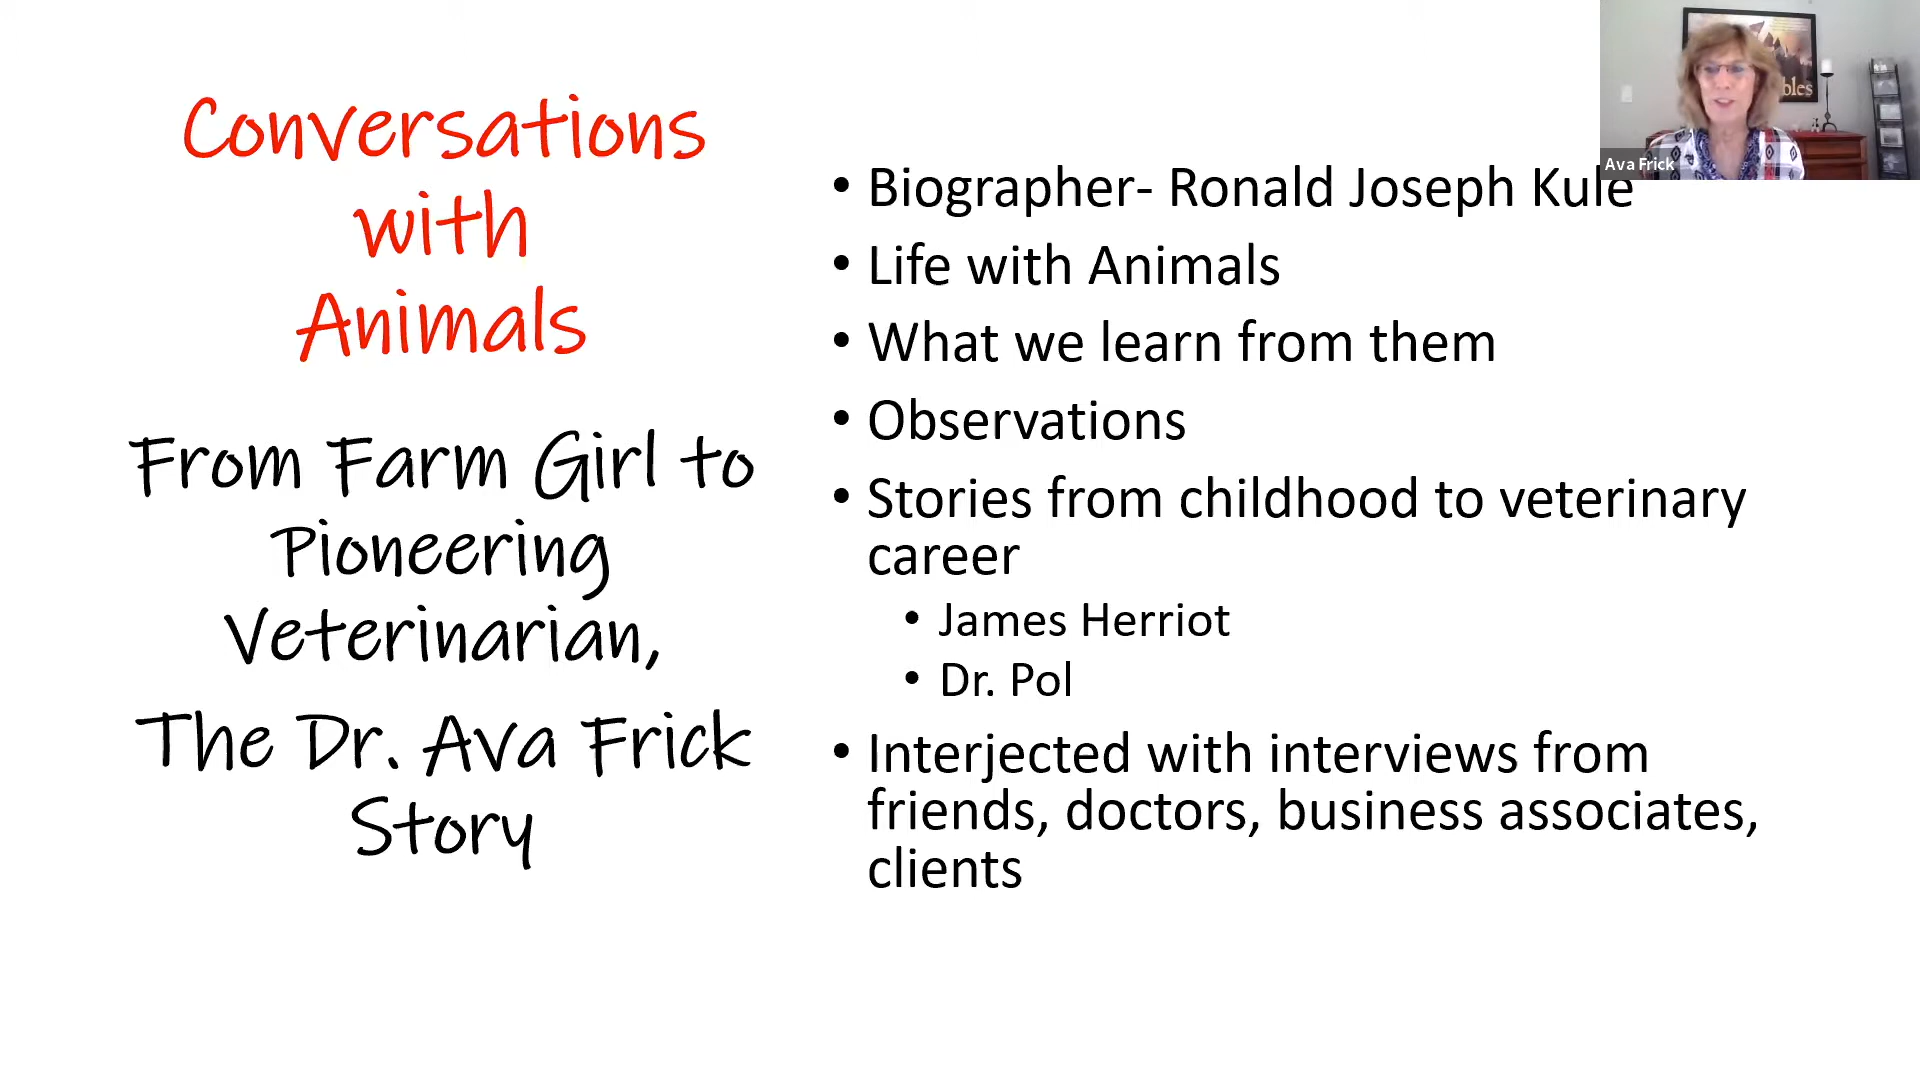 Conversations
with
Animals
From Farm Girl to
Pioneering
Veterinarian,
The Dr. Ava Frick
Story
• Biographer- Ronald Joseph Kule
• Life with Animals
• What we learn from them
• Observations
• Stories from childhood to veterinary
career
• James Herriot
• Dr. Pol
• Interjected with interviews from
friends, doctors, business associates,
clients
Ava Frick